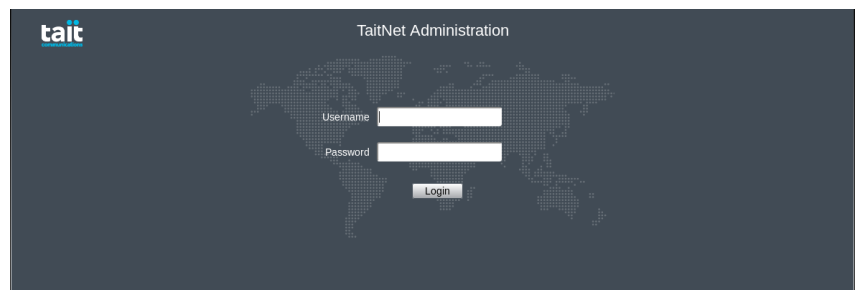 tait
communications
TaitNet Administration
Username
Password
Login